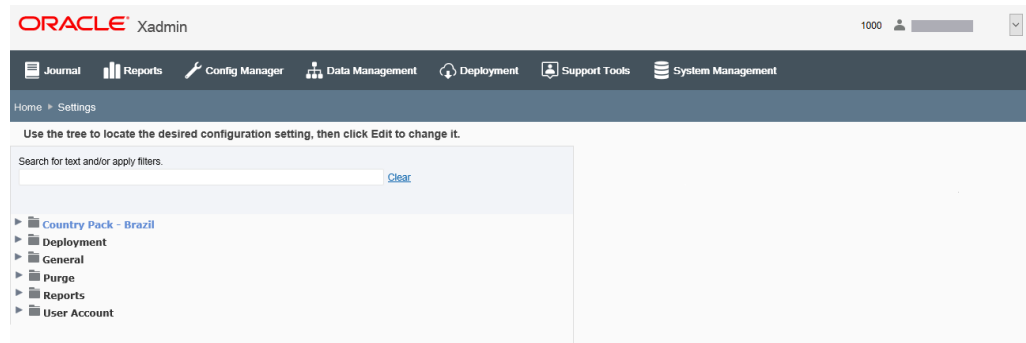 ORACLE® Xadmin 1000
Journal Reports Config Manager Data Management Deployment Support Tools System Management
Home Settings
Use the tree to locate the desired configuration setting, then click Edit to change it.
Search for text and/or apply filters.
Clear
Country Pack - Brazil
Deployment
General
Purge
Reports
User Account